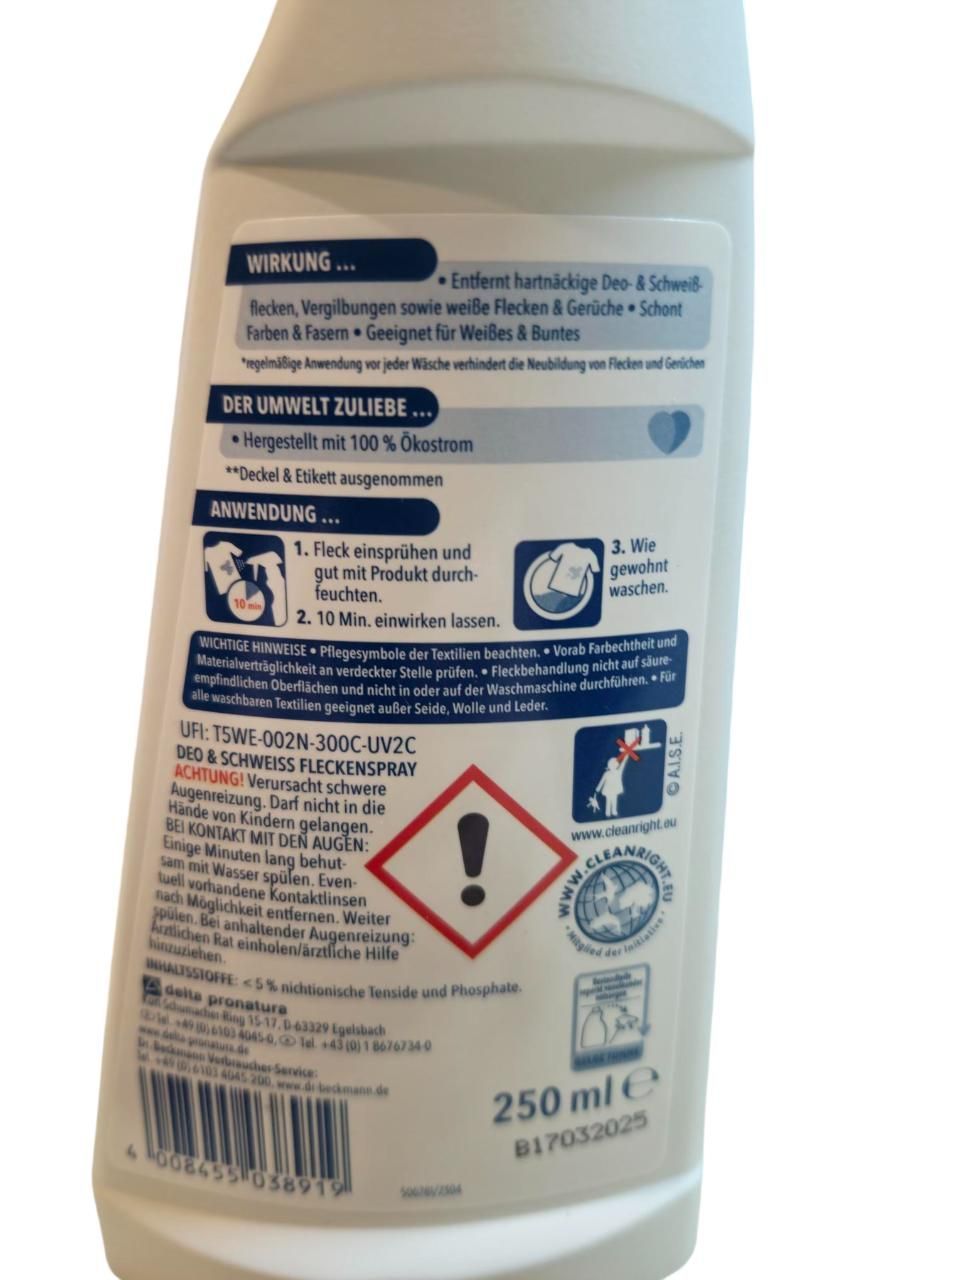 WIRKUNG ...
• Entfernt hartnäckige Deo- & Schweiß-
flecken, Vergilbungen sowie weiße Flecken & Gerüche • Schont
Farben & Fasern • Geeignet für Weißes & Buntes
*regelmäßige Anwendung vor jeder Wäsche verhindert die Neubildung von Flecken und Gerüchen
DER UMWELT ZULIEBE ...
• Hergestellt mit 100 % Ökostrom
**Deckel & Etikett ausgenommen
ANWENDUNG ...
1. Fleck einsprühen und
gut mit Produkt durch-
feuchten.
2. 10 Min. einwirken lassen.
10 min
3. Wie
gewohnt
waschen.
WICHTIGE HINWEISE • Pflegesymbole der Textilien beachten. • Vorab Farbechtheit und
Materialverträglichkeit an verdeckter Stelle prüfen. • Fleckbehandlung nicht auf säure-
empfindlichen Oberflächen und nicht in oder auf der Waschmaschine durchführen. • Für
alle waschbaren Textilien geeignet außer Seide, Wolle und Leder.
UFI: T5WE-002N-300C-UV2C
DEO & SCHWEISS FLECKENSPRAY
ACHTUNG! Verursacht schwere
Augenreizung. Darf nicht in die
Hände von Kindern gelangen.
BEI KONTAKT MIT DEN AUGEN:
Einige Minuten lang behut-
sam mit Wasser spülen. Even-
tuell vorhandene Kontaktlinsen
nach Möglichkeit entfernen. Weiter
spülen. Bei anhaltender Augenreizung:
Ärztlichen Rat einholen/ärztliche Hilfe
hinzuziehen.
© A.I.S.E.
www.cleanright.eu
WWW.CLEANRIGHT.EU
• Mitglied der Initiative •
INHALTSSTOFFE: < 5 % nichtionische Tenside und Phosphate.
delta pronatura
Kurt-Schumacher-Ring 15-17, D-63329 Egelsbach
Tel. +49 (0) 6103 4045-0, Tel. +43 (0) 1 8676734-0
www.delta-pronatura.de
Dr. Beckmann Verbraucher-Service:
Tel. +49 (0) 6103 4045-200, www.dr-beckmann.de
250 ml e
B17032025
4 008455 038919